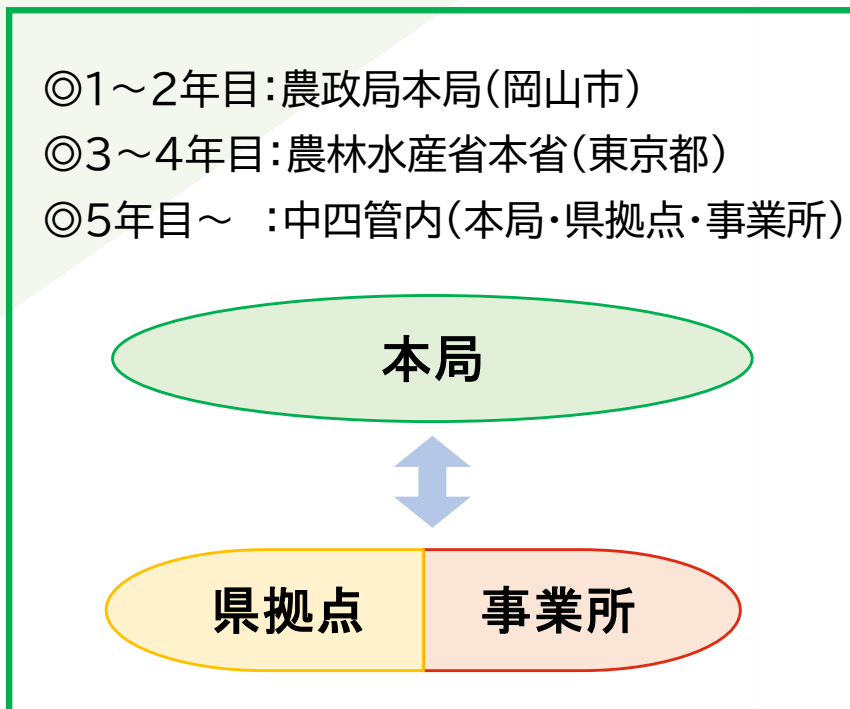 ◎1～2年目：農政局本局(岡山市)
◎3～4年目：農林水産省本省(東京都)
◎5年目～　：中四管内(本局・県拠点・事業所)
本局
県拠点 事業所